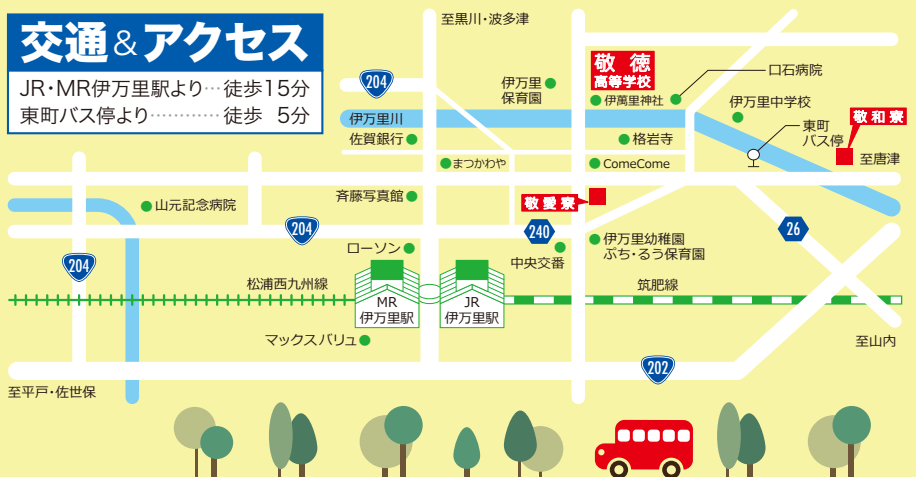 交通&アクセス
JR・MR伊万里駅より…徒歩15分
東町バス停より…………徒歩 5分
至黒川・波多津
204
伊万里
保育園
敬徳
高等学校
口石病院
伊萬里神社
伊万里中学校
敬和寮
伊万里川
佐賀銀行
格岩寺
東町
バス停
至唐津
まつかわや
ComeCome
山元記念病院
斉藤写真館
敬愛寮
204
240
26
伊万里幼稚園
ぷち・るう保育園
ローソン
中央交番
204
松浦西九州線
筑肥線
MR
伊万里駅
JR
伊万里駅
マックスバリュ
至山内
202
至平戸・佐世保